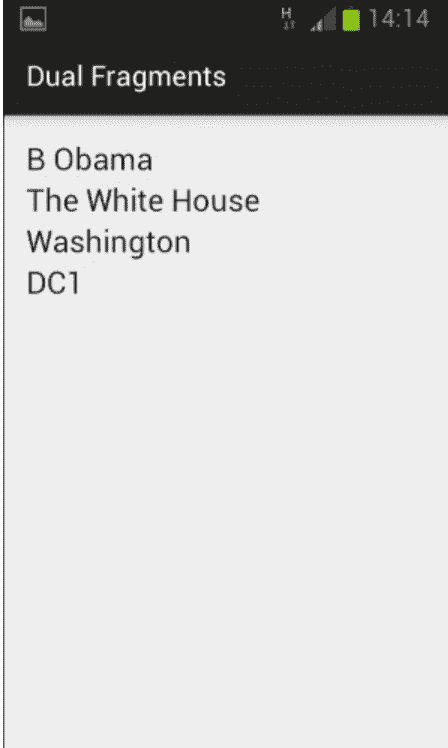 H
14:14
Dual Fragments
B Obama
The White House
Washington
DC1